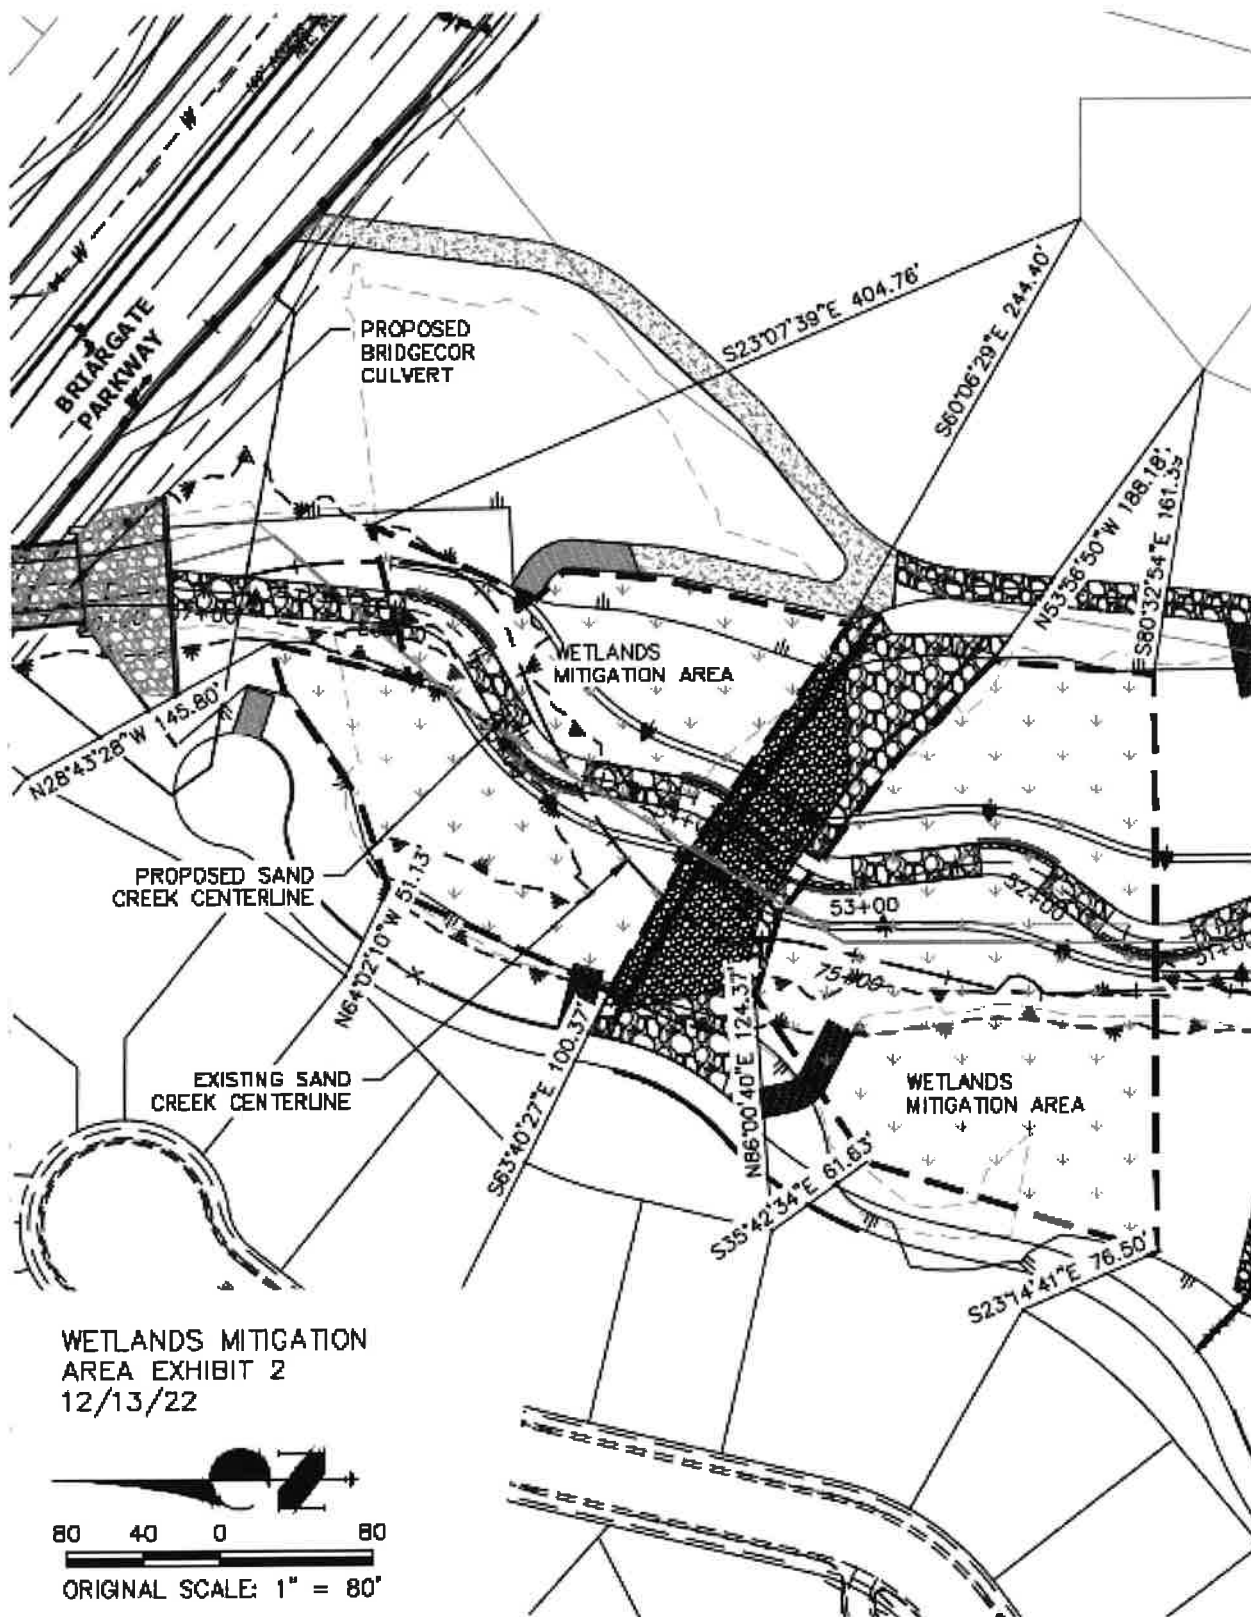 W
W
BRIARGATE
PARKWAY
PROPOSED
BRIDGECOR
CULVERT
S23°07'39"E 404.76'
S60°06'29"E 244.40'
N53°56'50"W 188.18'
S80°32'54"E 161.39
WETLANDS
MITIGATION AREA
N28°43'28"W 145.80'
PROPOSED SAND
CREEK CENTERLINE
N64°02'10"W 51.13'
53+00
52+00
75+00
EXISTING SAND
CREEK CENTERLINE
S63°40'27"E 100.37'
N86°00'40"E 124.37'
WETLANDS
MITIGATION AREA
S35°42'34"E 61.63'
S23°14'41"E 76.50'
WETLANDS MITIGATION
AREA EXHIBIT 2
12/13/22
80 40 0 80
ORIGINAL SCALE: 1" = 80'